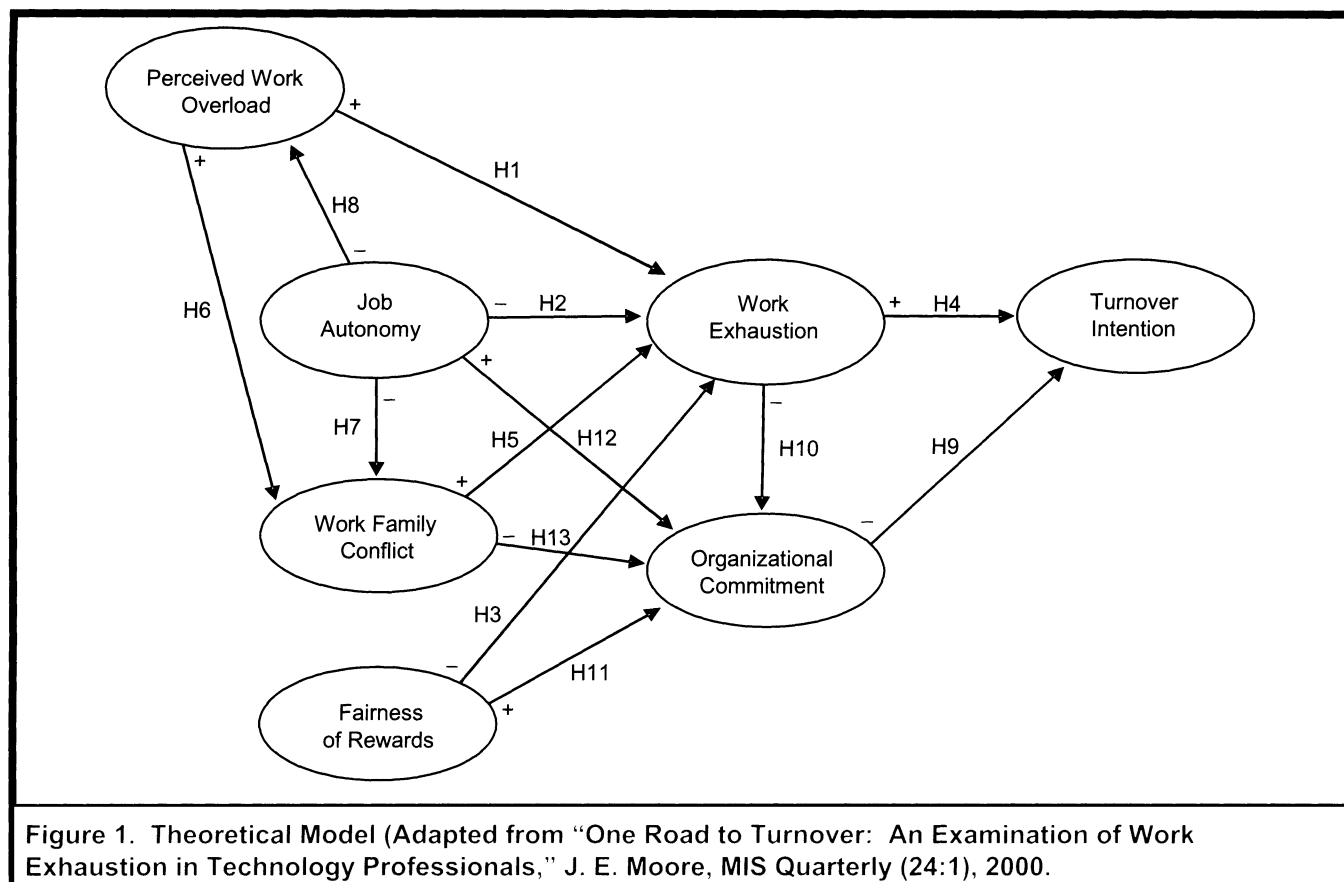 Perceived Work
Overload
+
+
H1
H8
–
H6
Job
Autonomy
–
H2
Work
Exhaustion
+
H4
Turnover
Intention
+
–
H7
H5
H12
–
H10
H9
+
Work Family
Conflict
–
H13
–
Organizational
Commitment
H3
–
H11
+
Fairness
of Rewards
Figure 1. Theoretical Model (Adapted from “One Road to Turnover: An Examination of Work
Exhaustion in Technology Professionals,” J. E. Moore, MIS Quarterly (24:1), 2000.